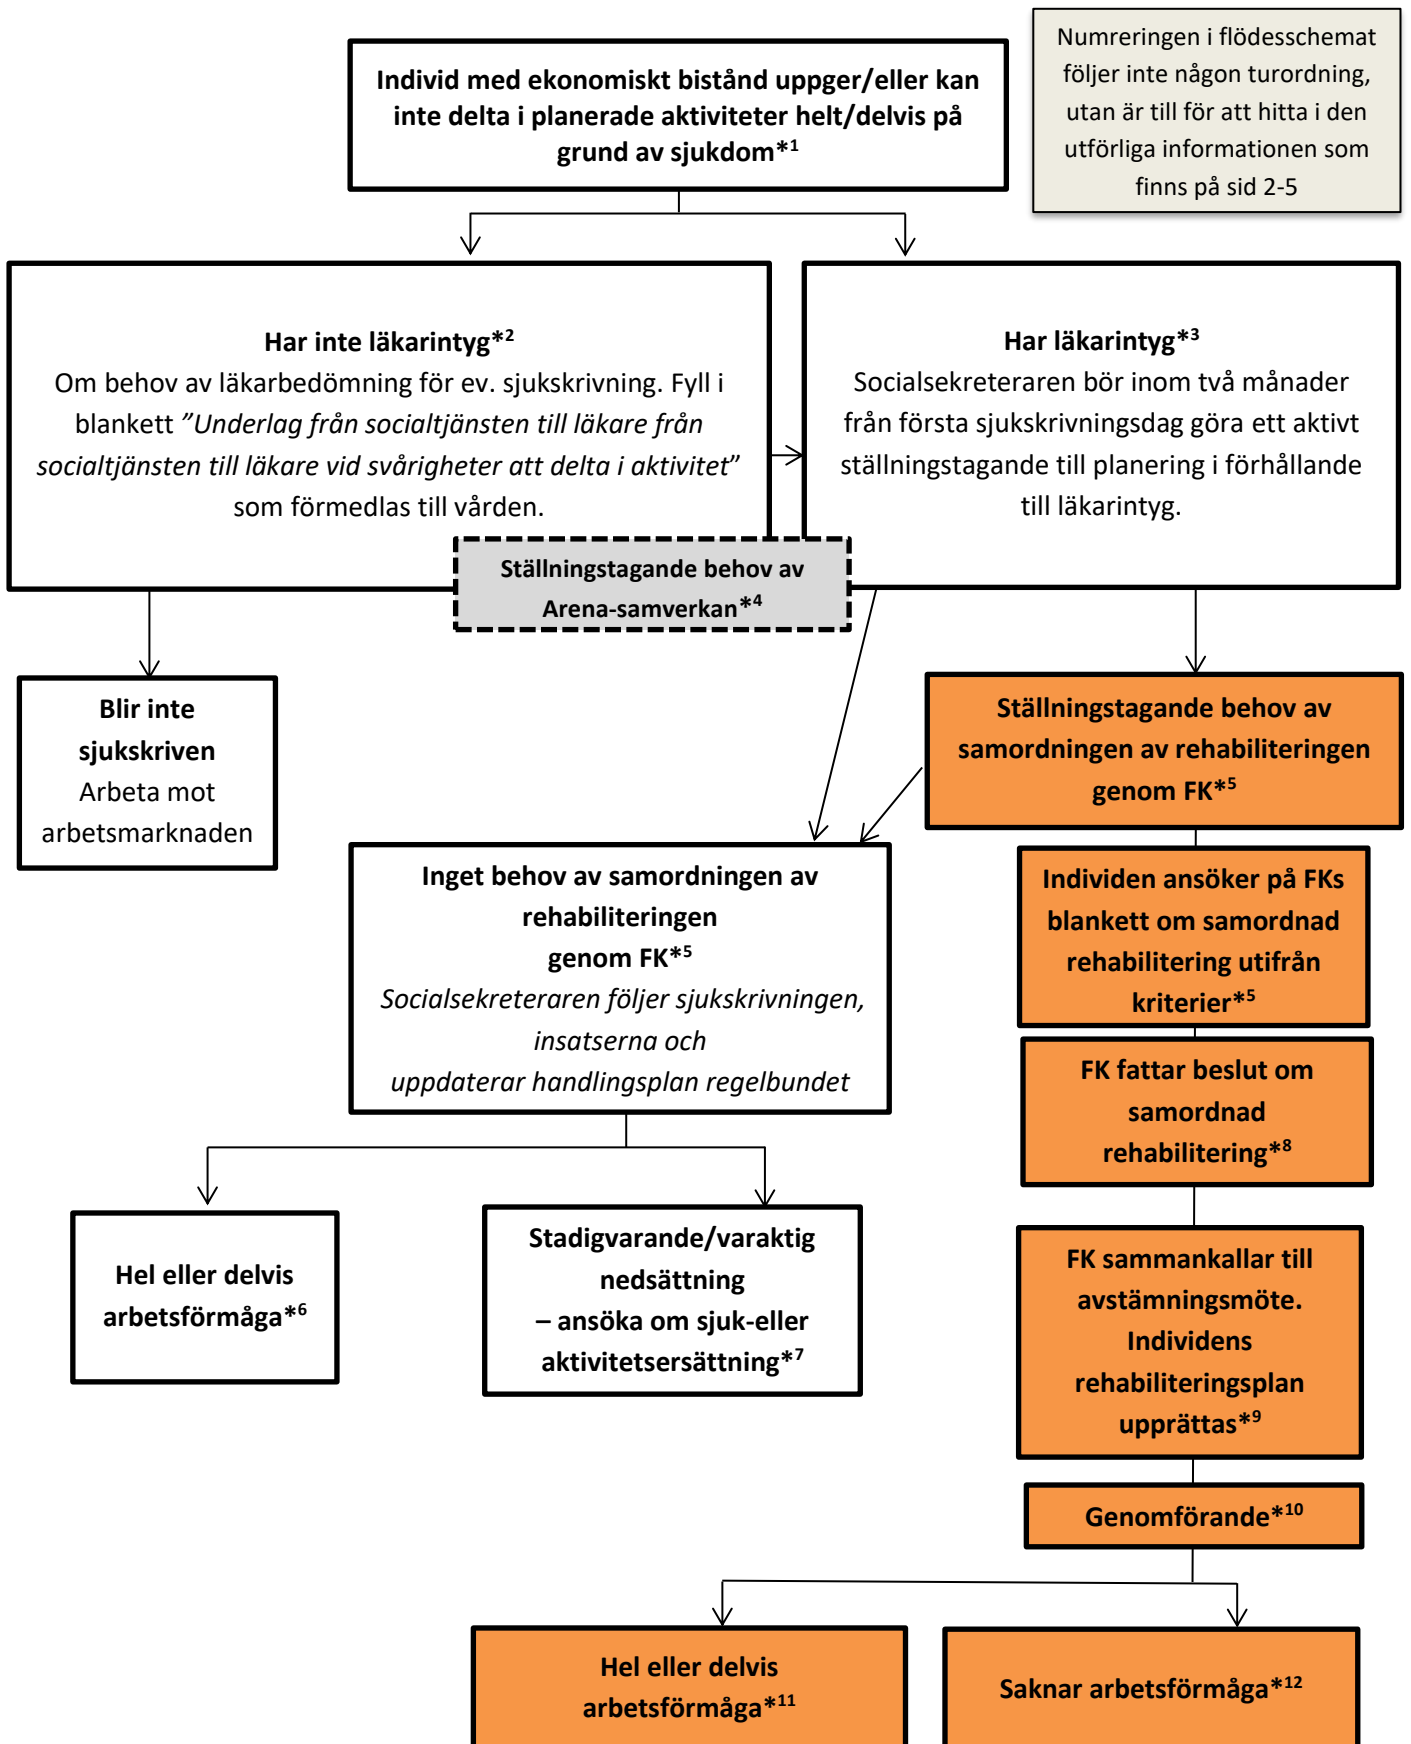 Individ med ekonomiskt bistånd uppger/eller kan
inte delta i planerade aktiviteter helt/delvis på
grund av sjukdom*1
Numreringen i flödesschemat
följer inte någon turordning,
utan är till för att hitta i den
utförliga informationen som
finns på sid 2-5
Har inte läkarintyg*2
Om behov av läkarbedömning för ev. sjukskrivning. Fyll i
blankett ”Underlag från socialtjänsten till läkare från
socialtjänsten till läkare vid svårigheter att delta i aktivitet”
som förmedlas till vården.
Har läkarintyg*3
Socialsekreteraren bör inom två månader
från första sjukskrivningsdag göra ett aktivt
ställningstagande till planering i förhållande
till läkarintyg.
Ställningstagande behov av
Arena-samverkan*4
Blir inte
sjukskriven
Arbeta mot
arbetsmarknaden
Ställningstagande behov av
samordningen av rehabiliteringen
genom FK*5
Inget behov av samordningen av
rehabiliteringen
genom FK*5
Socialsekreteraren följer sjukskrivningen,
insatserna och
uppdaterar handlingsplan regelbundet
Individen ansöker på FKs
blankett om samordnad
rehabilitering utifrån
kriterier*5
FK fattar beslut om
samordnad
rehabilitering*8
Hel eller delvis
arbetsförmåga*6
Stadigvarande/varaktig
nedsättning
– ansöka om sjuk-eller
aktivitetsersättning*7
FK sammankallar till
avstämningsmöte.
Individens
rehabiliteringsplan
upprättas*9
Genomförande*10
Hel eller delvis
arbetsförmåga*11
Saknar arbetsförmåga*12